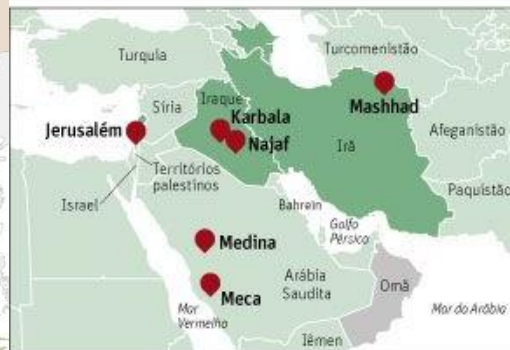 Turquia
Turcomenistão
Síria
Iraque
Karbala
Mashhad
Jerusalém
Najaf
Irã
Afeganistão
Territórios
palestinos
Israel
Paquistão
Bahrein
Golfo
Pérsico
Medina
Meca
Arábia
Saudita
Omã
Mar
Vermelho
Mar da Arábia
Iêmen